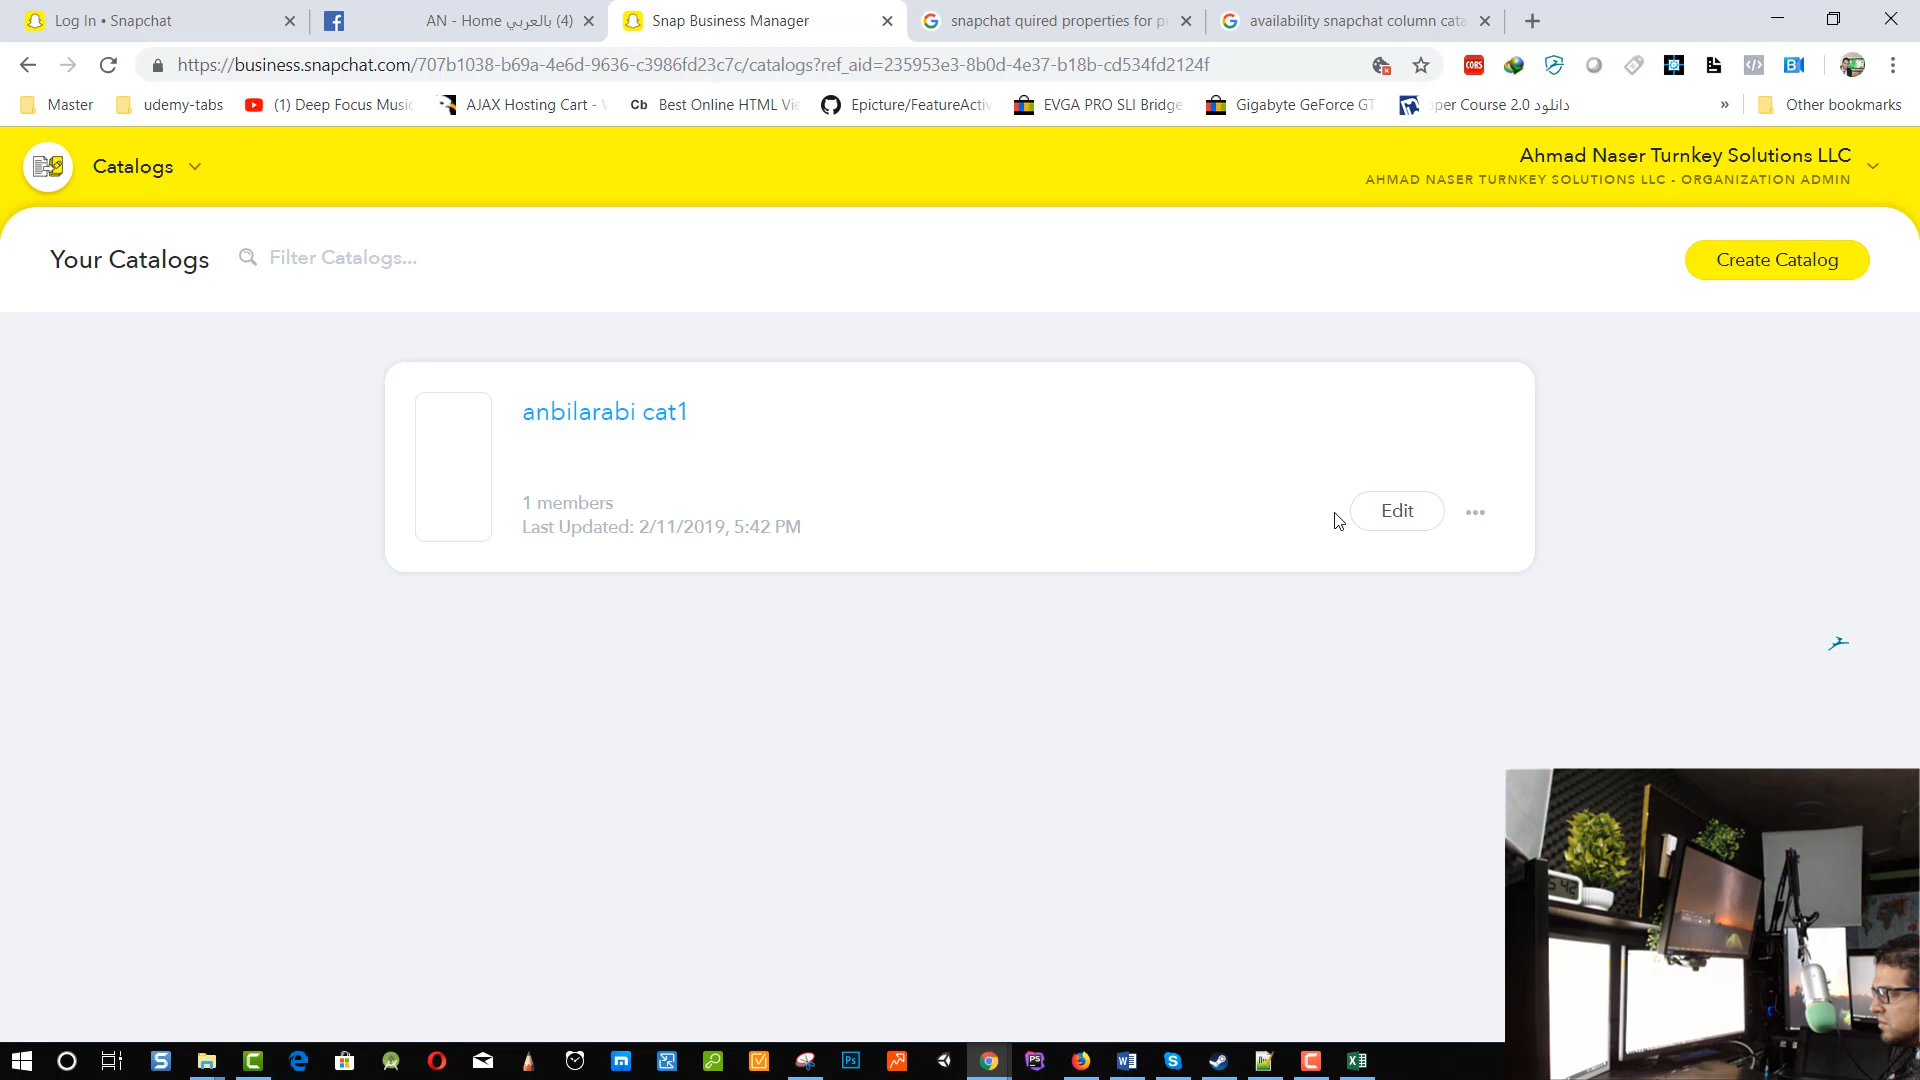 Log In • Snapchat
AN - Home بالعربي (4)
Snap Business Manager
snapchat quired properties for p
availability snapchat column cata
https://business.snapchat.com/707b1038-b69a-4e6d-9636-c3986fd23c7c/catalogs?ref_aid=235953e3-8b0d-4e37-b18b-cd534fd2124f
CORS
Master
udemy-tabs
(1) Deep Focus Music
AJAX Hosting Cart -
Cb Best Online HTML Vie
Epicture/FeatureActiv
EVGA PRO SLI Bridge
Gigabyte GeForce GT
per Course 2.0 دانلود
»
Other bookmarks
Catalogs
Ahmad Naser Turnkey Solutions LLC
AHMAD NASER TURNKEY SOLUTIONS LLC - ORGANIZATION ADMIN
Your Catalogs
Filter Catalogs...
Create Catalog
anbilarabi cat1
1 members
Last Updated: 2/11/2019, 5:42 PM
Edit